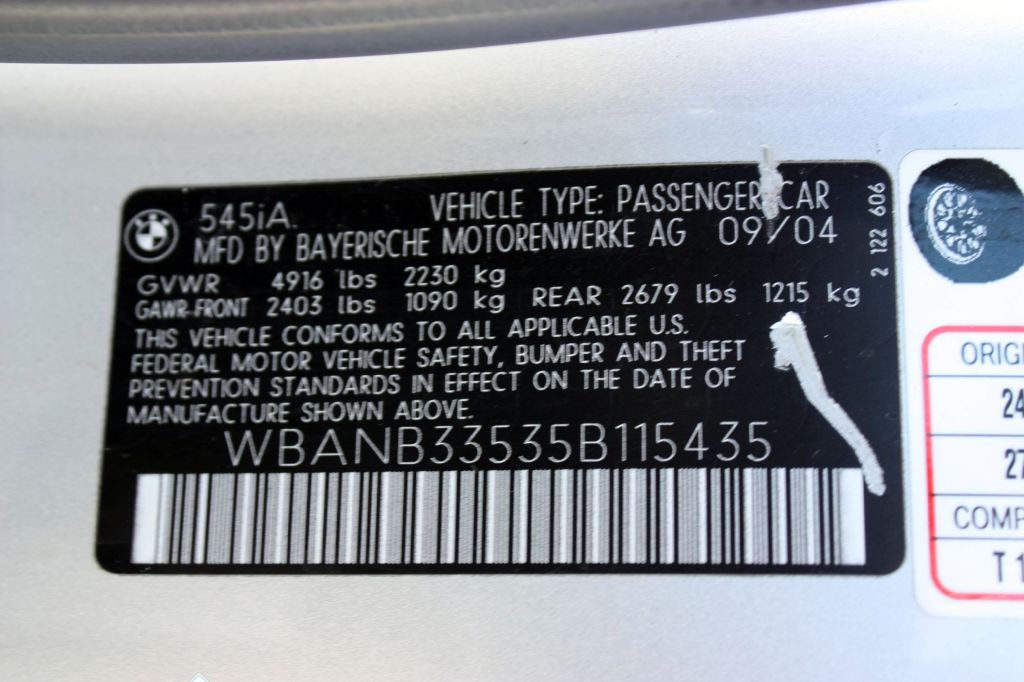 BMW
545iA VEHICLE TYPE: PASSENGER CAR
MFD BY BAYERISCHE MOTORENWERKE AG 09/04
GVWR 4916 lbs 2230 kg
GAWR-FRONT 2403 lbs 1090 kg REAR 2679 lbs 1215 kg
THIS VEHICLE CONFORMS TO ALL APPLICABLE U.S.
FEDERAL MOTOR VEHICLE SAFETY, BUMPER AND THEFT
PREVENTION STANDARDS IN EFFECT ON THE DATE OF
MANUFACTURE SHOWN ABOVE.
WBANB33535B115435
2 122 606
ORIGI
24
27
COMP
T1